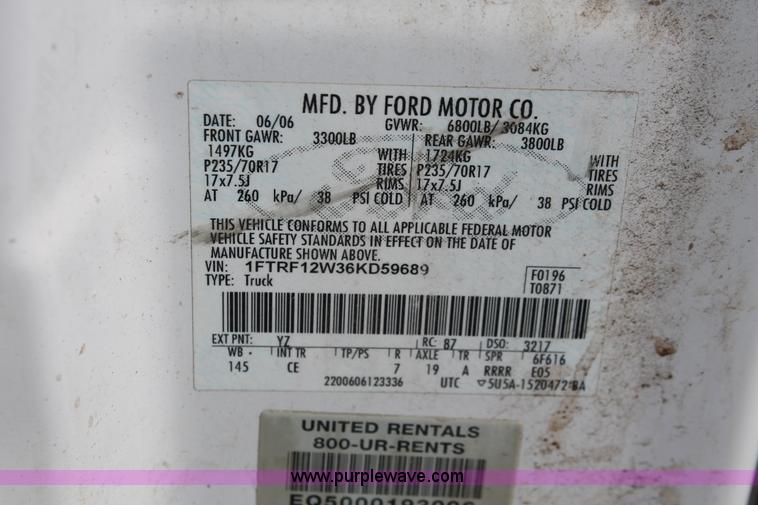 MFD. BY FORD MOTOR CO.
DATE: 06/06 GVWR: 6800LB/ 3084KG
FRONT GAWR: 3300LB REAR GAWR: 3800LB
1497KG WITH 1724KG WITH
P235/70R17 TIRES P235/70R17 TIRES
17x7.5J RIMS 17x7.5J RIMS
AT 260 kPa/ 38 PSI COLD AT 260 kPa/ 38 PSI COLD
THIS VEHICLE CONFORMS TO ALL APPLICABLE FEDERAL MOTOR
VEHICLE SAFETY STANDARDS IN EFFECT ON THE DATE OF
MANUFACTURE SHOWN ABOVE.
VIN: 1FTRF12W36KD59689 F0196
TYPE: Truck T0871
EXT PNT: YZ RC: 87 DSO: 3217
WB INT TR TP/PS R AXLE TR SPR 6F616
145 CE 7 19 A RRRR E05
2200606123336 UTC ▽5U5A-1520472-BA
UNITED RENTALS
800-UR-RENTS
www.purplewave.com